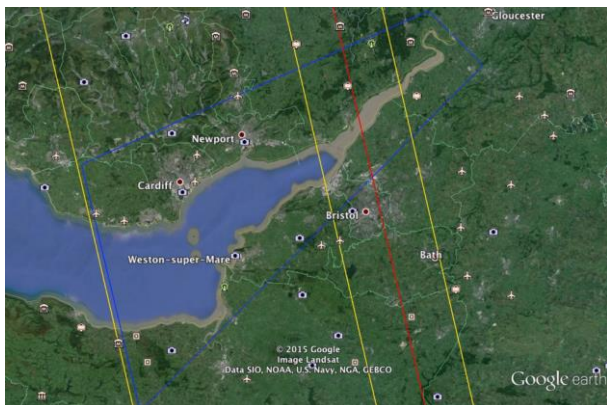 Gloucester
Newport
Cardiff
Bristol
Weston-super-Mare
Bath
© 2015 Google
Image Landsat
Data SIO, NOAA, U.S. Navy, NGA, GEBCO
Google earth